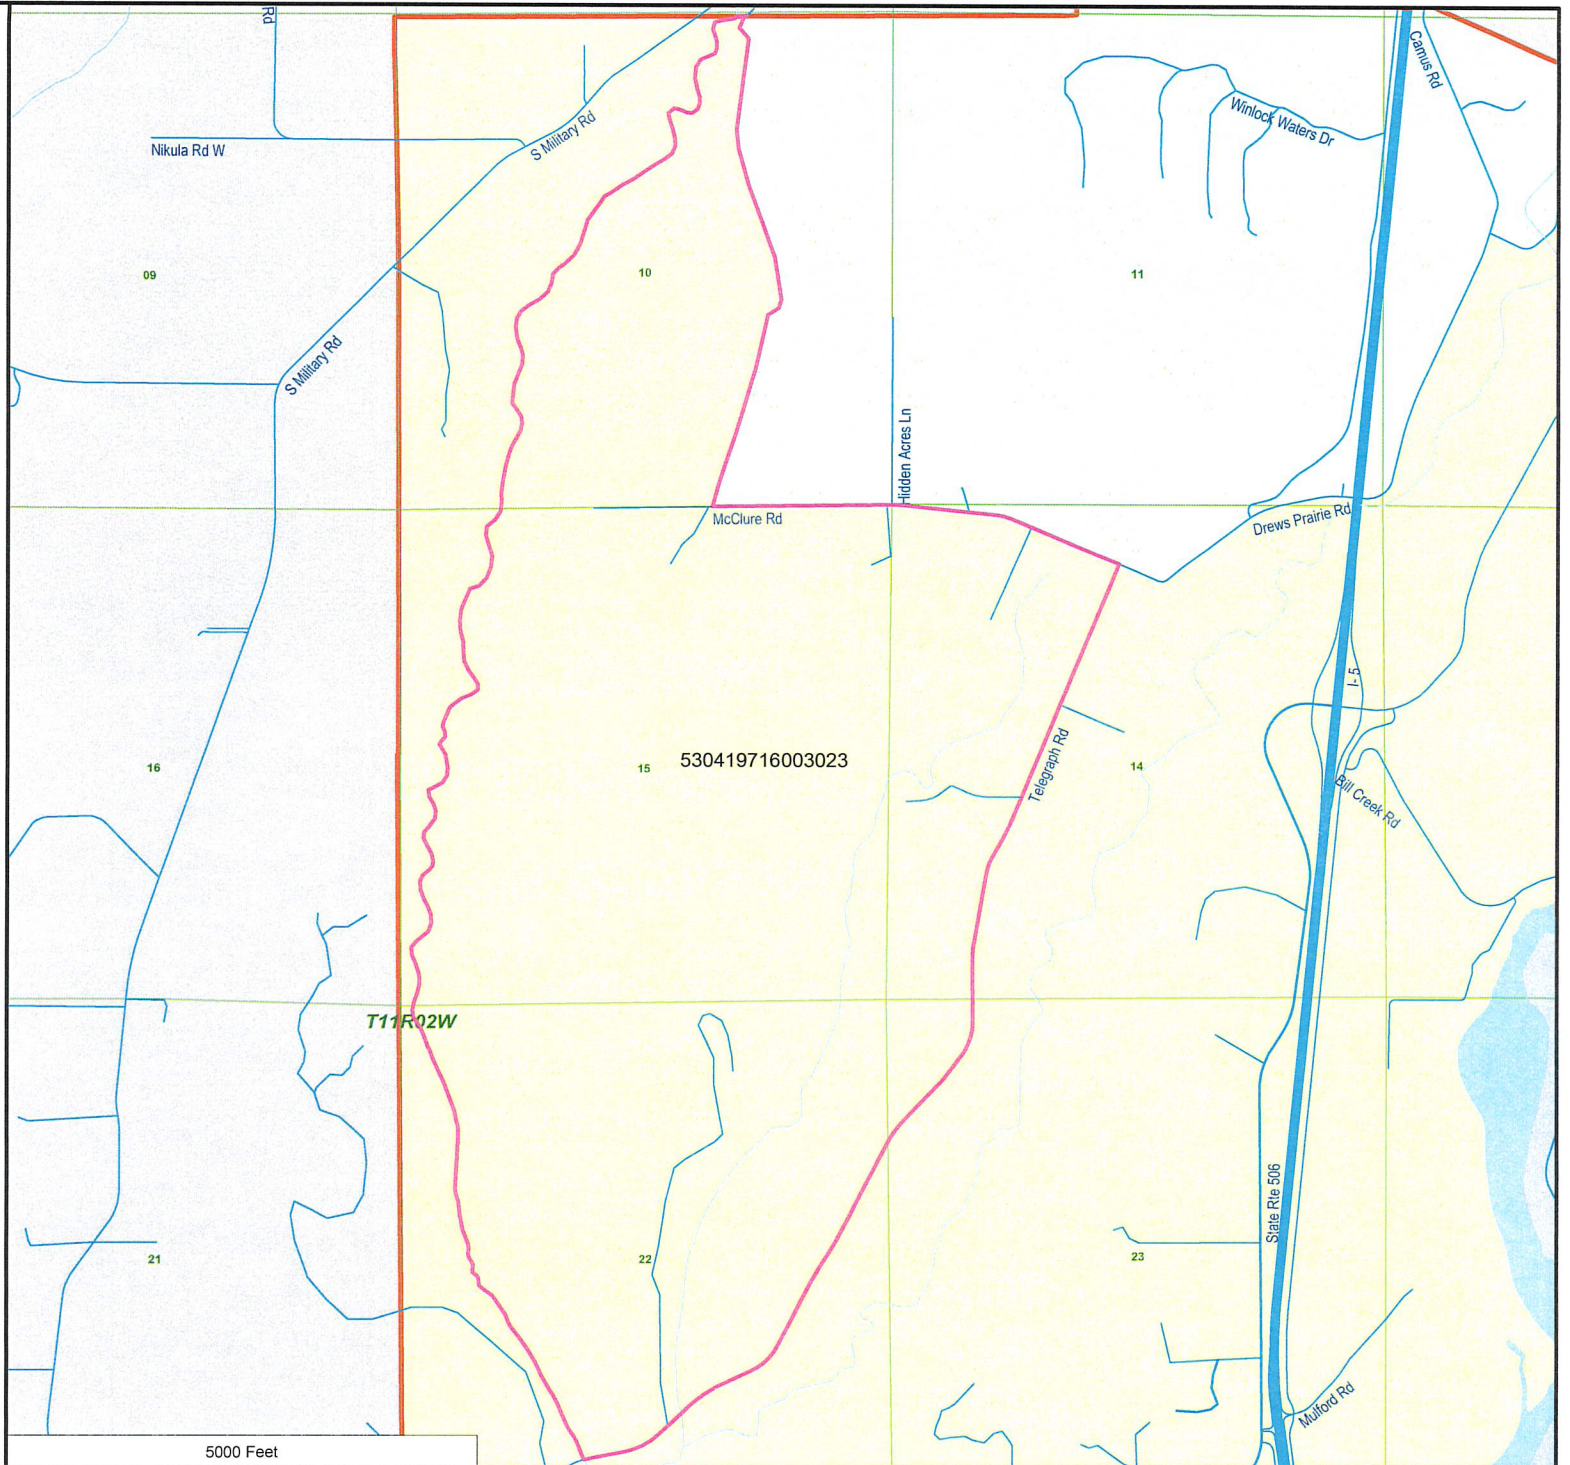 Rd
Camus Rd
Winlock Waters Dr
S Military Rd
Nikula Rd W
09
10
11
S Military Rd
Hidden Acres Ln
McClure Rd
Drews Prairie Rd
I- 5
16
15
530419716003023
Telegraph Rd
14
Bill Creek Rd
T11R02W
State Rte 506
21
22
23
Mulford Rd
5000 Feet